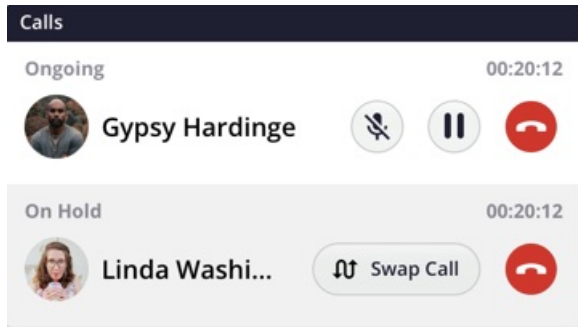 Calls
Ongoing 00:20:12
Gypsy Hardinge
On Hold 00:20:12
Linda Washi... Swap Call